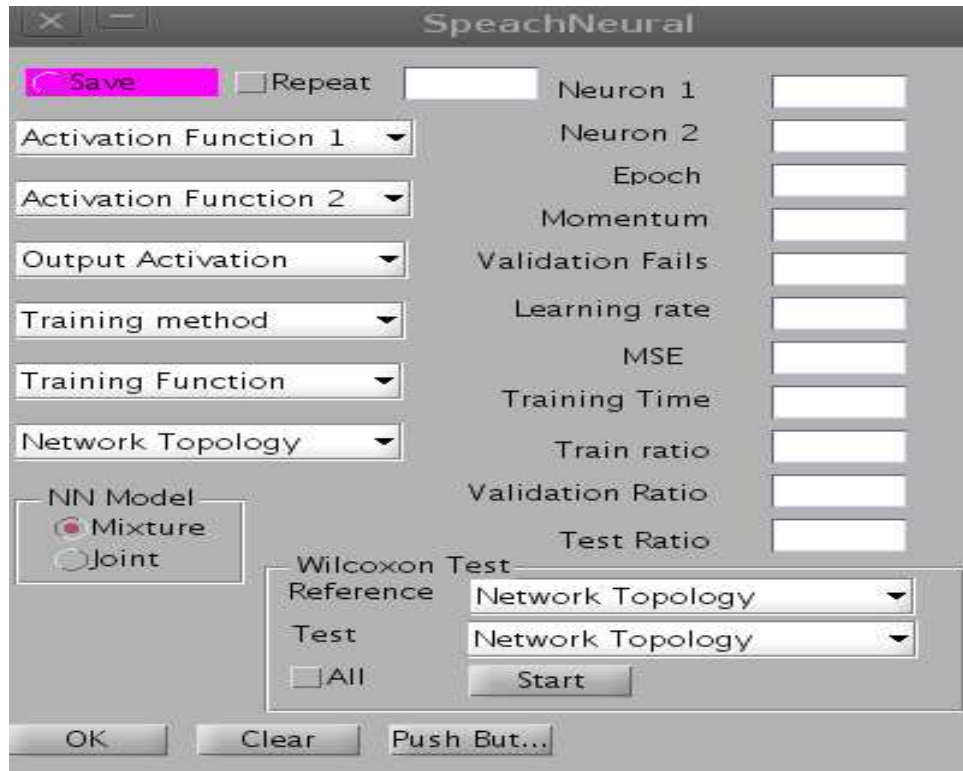 SpeachNeural
Save Repeat
Neuron 1
Activation Function 1
Neuron 2
Epoch
Activation Function 2
Momentum
Output Activation
Validation Fails
Training method
Learning rate
MSE
Training Function
Training Time
Network Topology
Train ratio
NN Model
Validation Ratio
Mixture
Joint
Test Ratio
Wilcoxon Test
Reference Network Topology
Test Network Topology
All Start
OK Clear Push But...